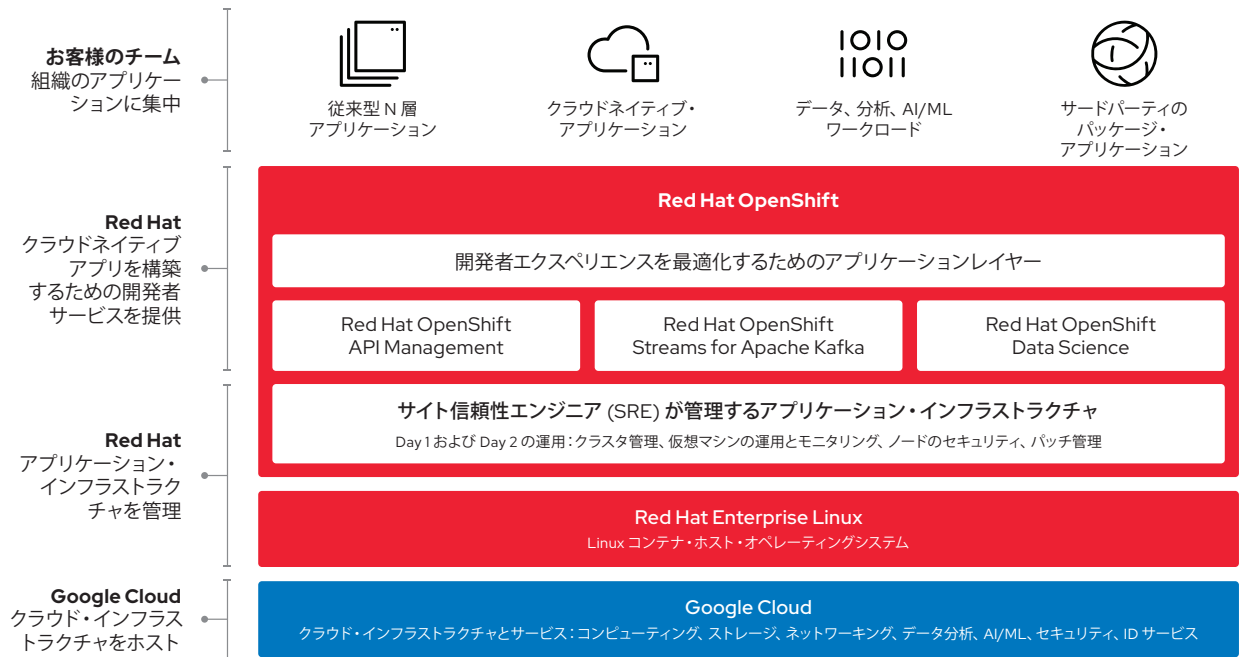 お客様のチーム
組織のアプリケー
ションに集中
1010
11011
従来型 N 層
アプリケーション
クラウドネイティブ・
アプリケーション
データ、分析、AI/ML
ワークロード
サードパーティの
パッケージ・
アプリケーション
Red Hat
クラウドネイティブ
アプリを構築
するための開発者
サービスを提供
Red Hat OpenShift
開発者エクスペリエンスを最適化するためのアプリケーションレイヤー
Red Hat OpenShift
API Management
Red Hat OpenShift
Streams for Apache Kafka
Red Hat OpenShift
Data Science
Red Hat
アプリケーション・
インフラストラク
チャを管理
サイト信頼性エンジニア (SRE) が管理するアプリケーション・インフラストラクチャ
Day 1 および Day 2 の運用：クラスタ管理、仮想マシンの運用とモニタリング、ノードのセキュリティ、パッチ管理
Red Hat Enterprise Linux
Linux コンテナ・ホスト・オペレーティングシステム
Google Cloud
クラウド・インフラス
トラクチャをホスト
Google Cloud
クラウド・インフラストラクチャとサービス：コンピューティング、ストレージ、ネットワーキング、データ分析、AI/ML、セキュリティ、ID サービス